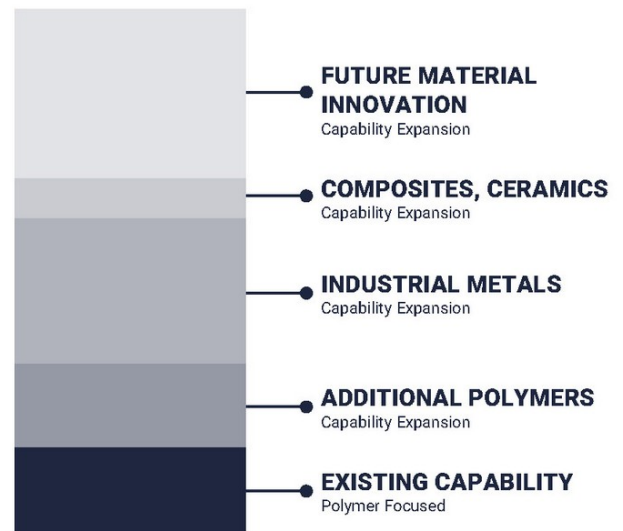 FUTURE MATERIAL
INNOVATION
Capability Expansion
COMPOSITES, CERAMICS
Capability Expansion
INDUSTRIAL METALS
Capability Expansion
ADDITIONAL POLYMERS
Capability Expansion
EXISTING CAPABILITY
Polymer Focused